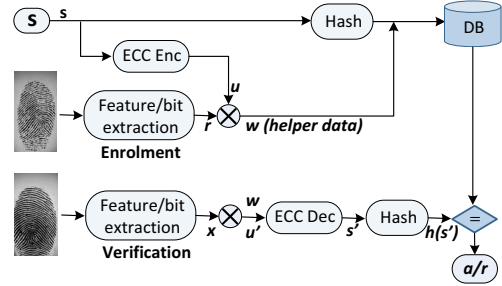 S
s
Hash
DB
ECC Enc
u
Feature/bit
extraction
r
w (helper data)
Enrolment
Feature/bit
extraction
x
w
u'
ECC Dec
s'
Hash
h(s')
=
Verification
a/r